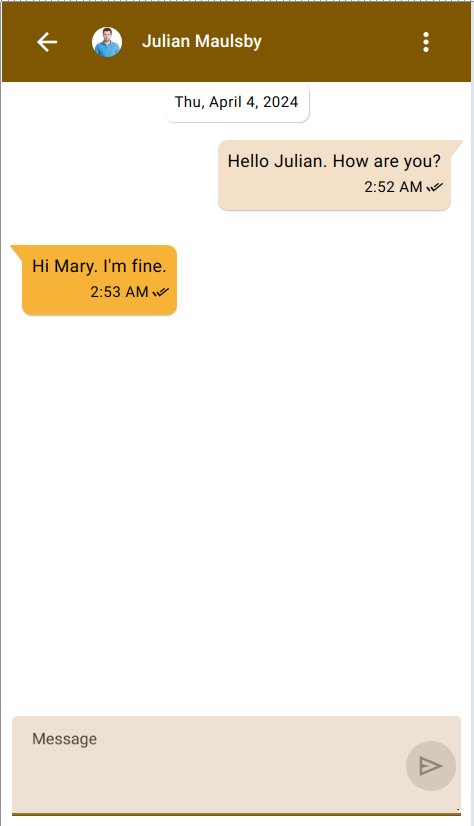 Julian Maulsby
Thu, April 4, 2024
Hello Julian. How are you?
2:52 AM
Hi Mary. I'm fine.
2:53 AM
Message